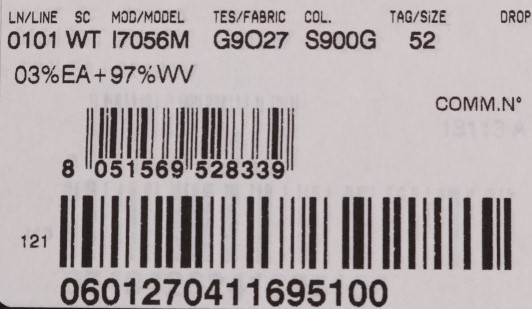 LN/LINE SC MOD/MODEL TES/FABRIC COL. TAG/SIZE DROP
0101 WT I7056M G9O27 S900G 52
03%EA+97%WV
COMM.N°
8 051569 528339
121
0601270411695100